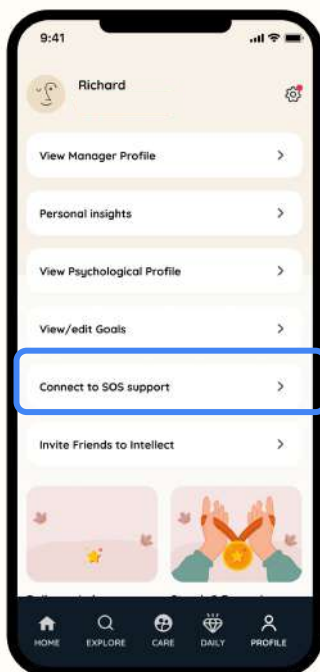 9:41
Richard
View Manager Profile
Personal insights
View Psychological Profile
View/edit Goals
Connect to SOS support
Invite Friends to Intellect
HOME EXPLORE CARE DAILY PROFILE